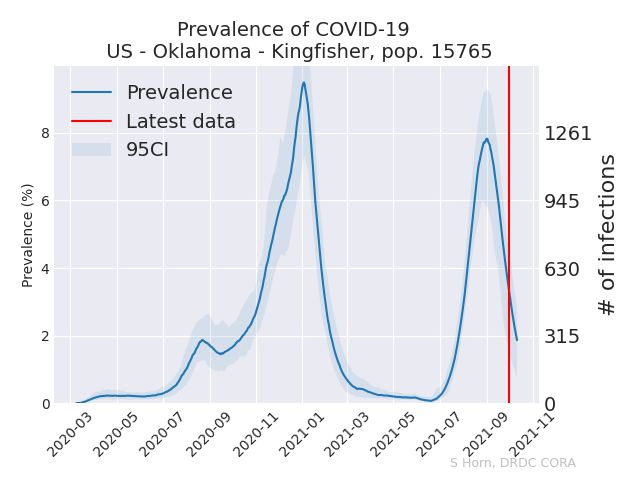 Prevalence of COVID-19
US - Oklahoma - Kingfisher, pop. 15765
Prevalence
Latest data
95CI
Prevalence (%)
8
6
4
2
0
1261
945
630
315
0
# of infections
2020-03
2020-05
2020-07
2020-09
2020-11
2021-01
2021-03
2021-05
2021-07
2021-09
2021-11
S Horn, DRDC CORA